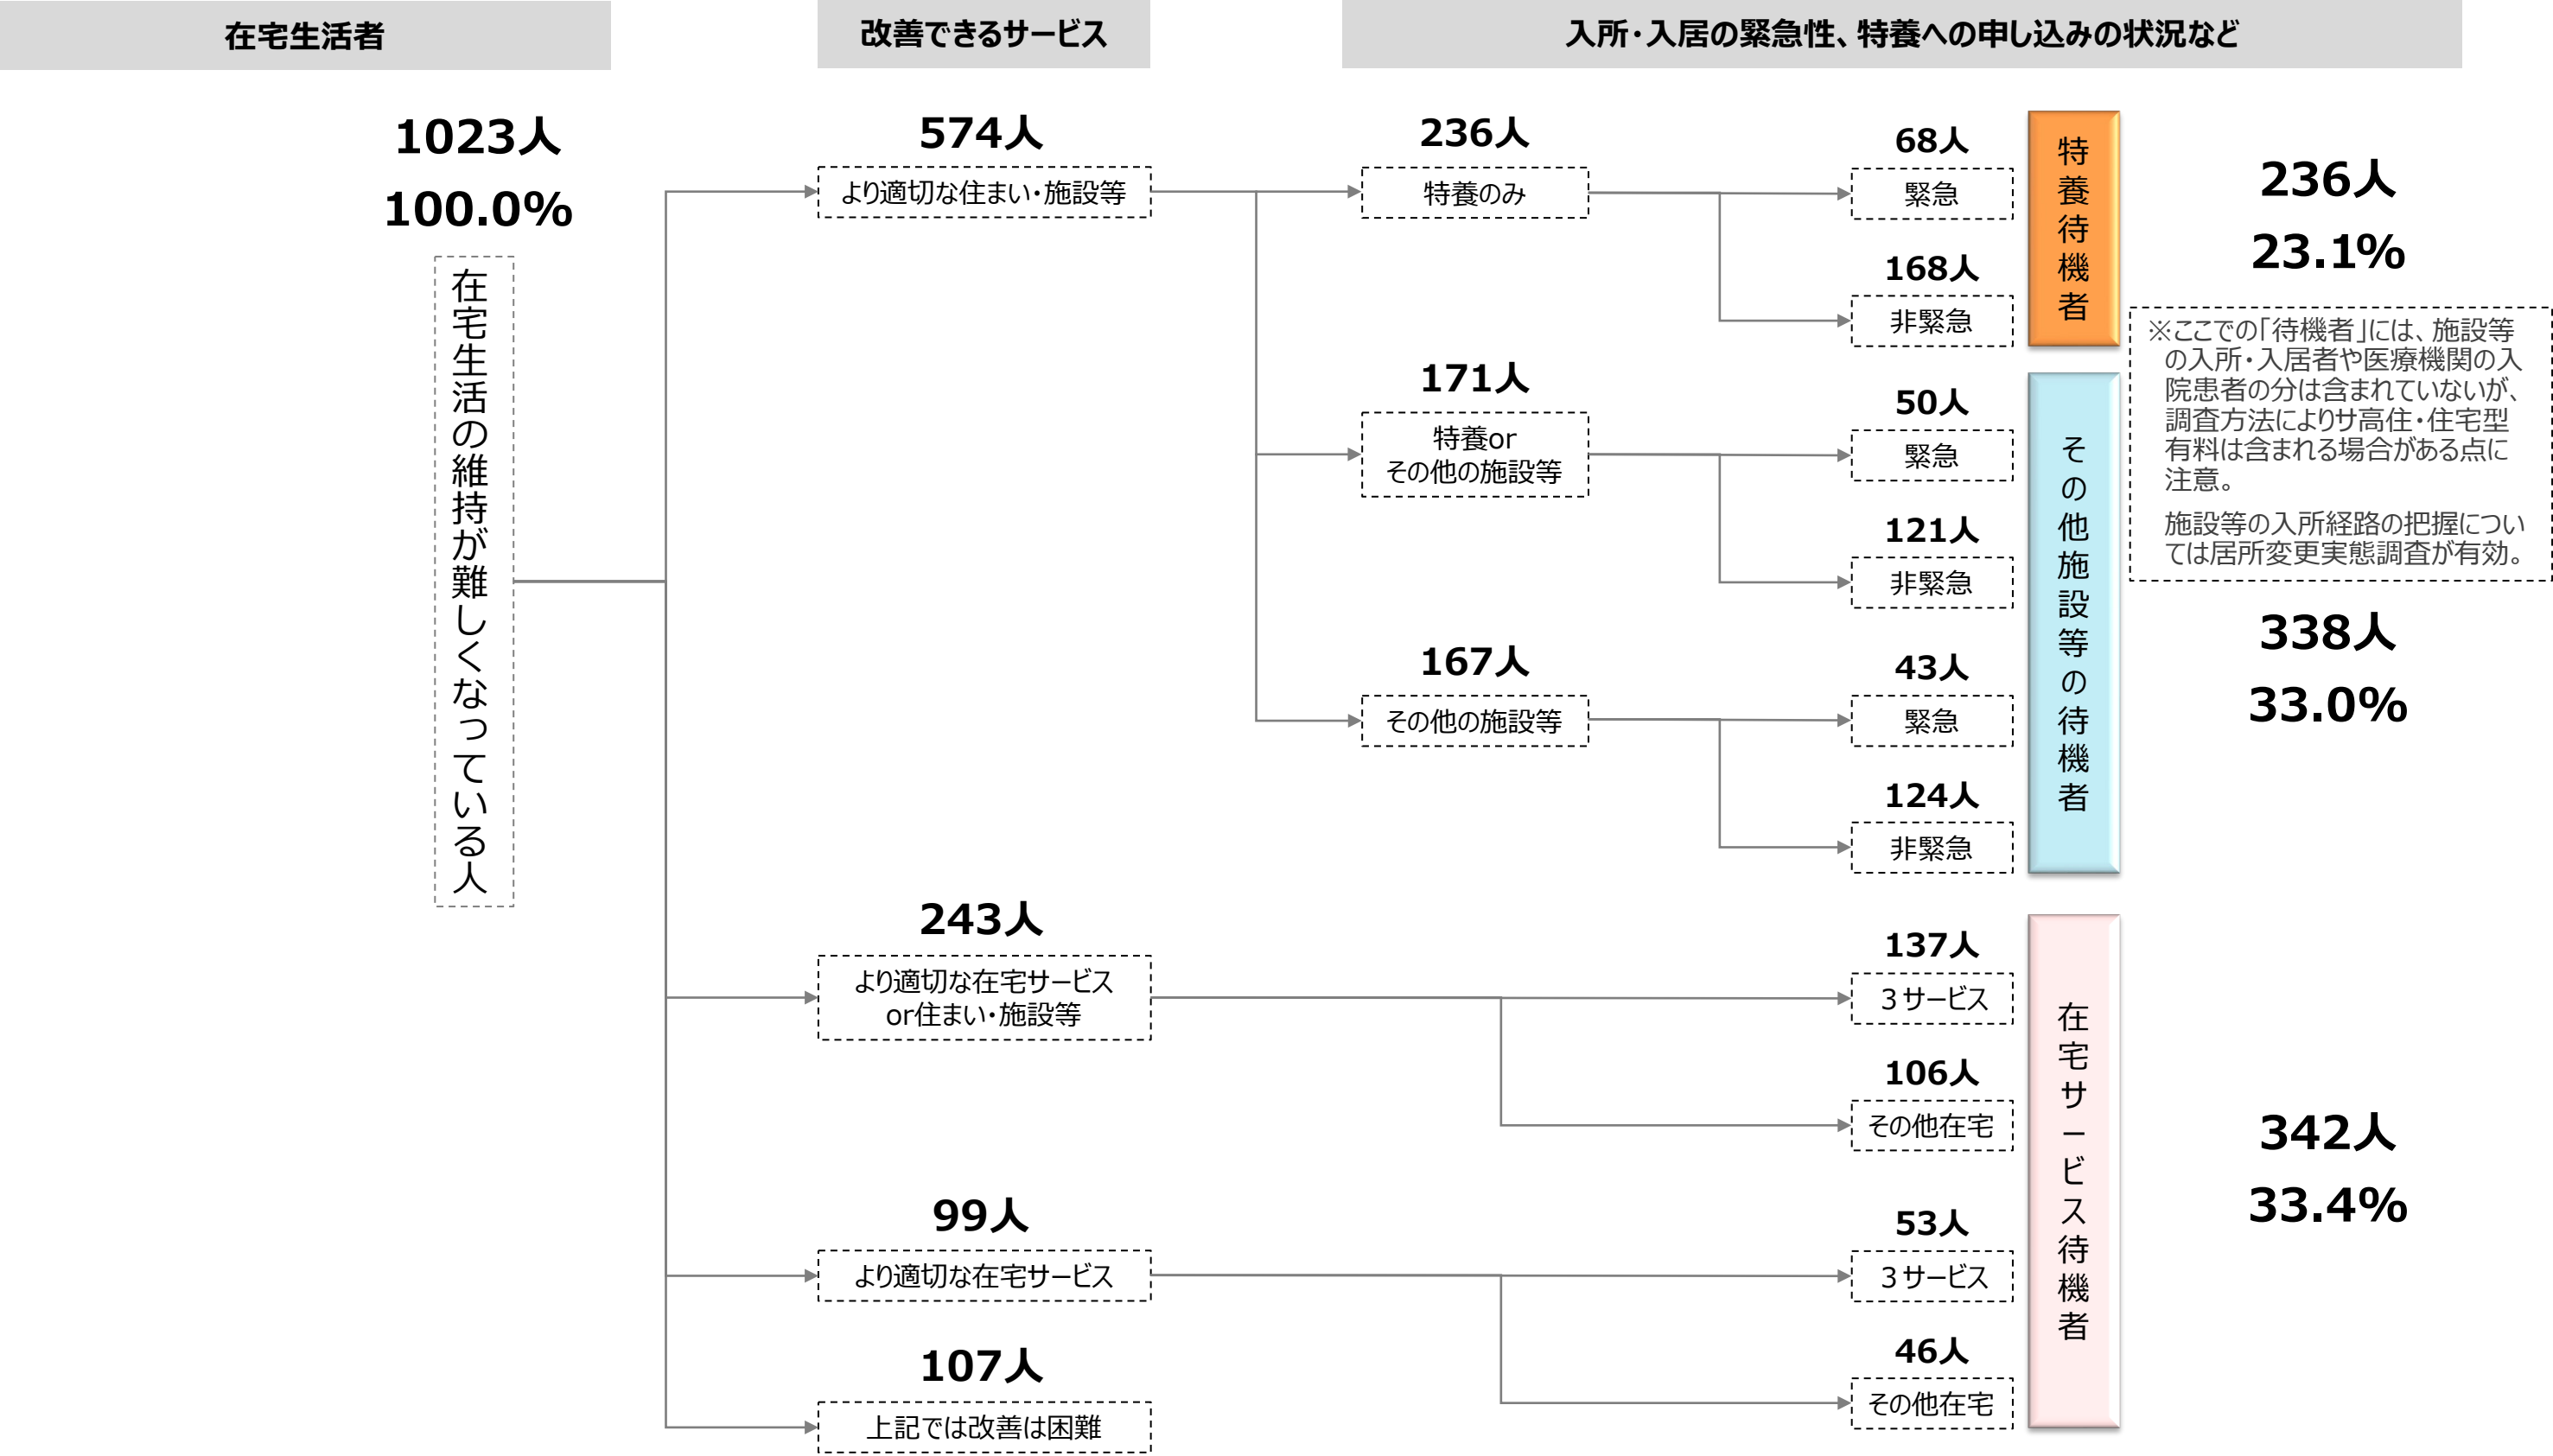 在宅生活者
改善できるサービス
入所・入居の緊急性、特養への申し込みの状況など
1023人
100.0%
在宅生活の維持が難しくなっている人
574人
より適切な住まい・施設等
236人
特養のみ
68人
緊急
168人
非緊急
特養待機者
236人
23.1%
※ここでの「待機者」には、施設等
の入所・入居者や医療機関の入
院患者の分は含まれていないが、
調査方法によりサ高住・住宅型
有料は含まれる場合がある点に
注意。
施設等の入所経路の把握につい
ては居所変更実態調査が有効。
171人
特養or
その他の施設等
50人
緊急
121人
非緊急
167人
その他の施設等
43人
緊急
124人
非緊急
その他施設等の待機者
338人
33.0%
243人
より適切な在宅サービス
or住まい・施設等
137人
３サービス
106人
その他在宅
99人
より適切な在宅サービス
53人
３サービス
46人
その他在宅
在宅サービス待機者
342人
33.4%
107人
上記では改善は困難